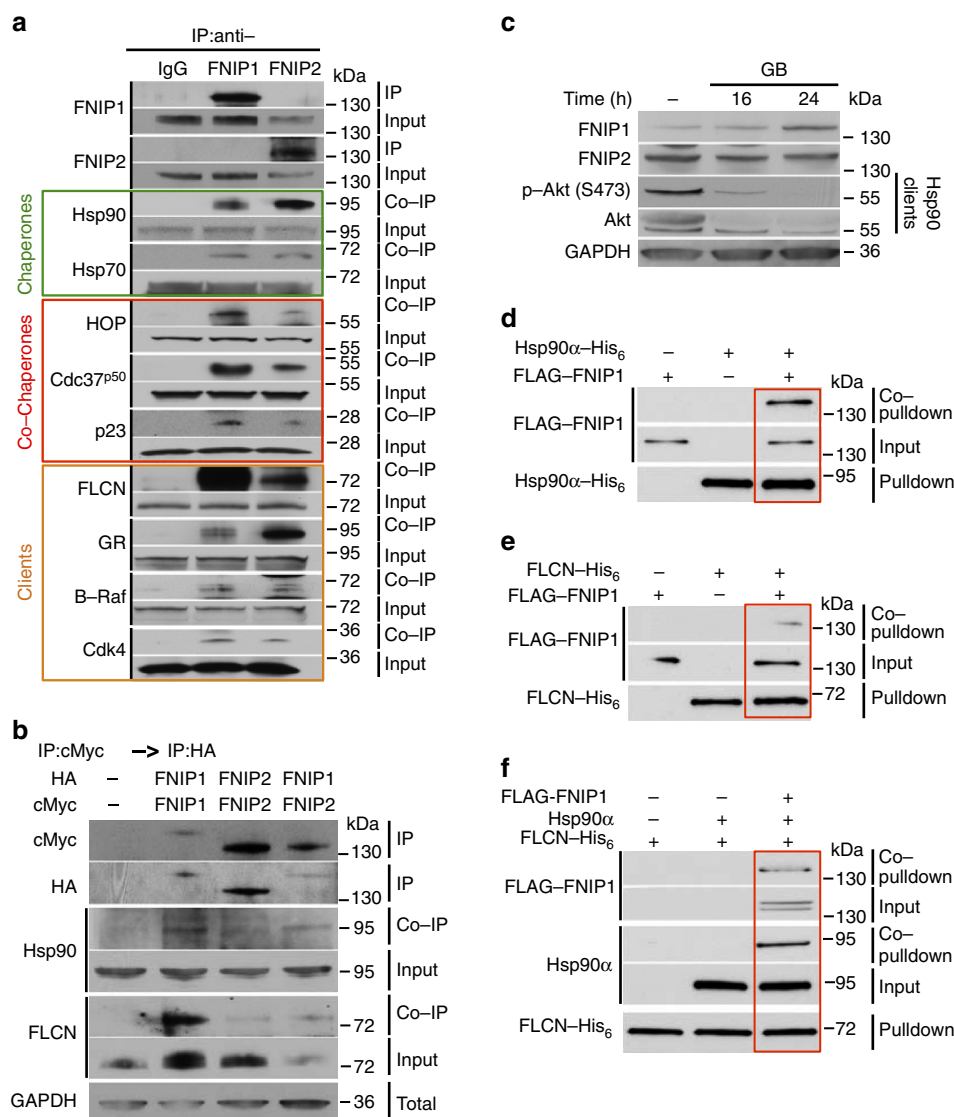 a
IP:anti–
IgG FNIP1 FNIP2 kDa
FNIP1 130 IP
130 Input
FNIP2 130 IP
130 Input
Chaperones
Hsp90 95 Co–IP
95 Input
Hsp70 72 Co–IP
72 Input
Co–Chaperones
HOP 55 Co–IP
55 Input
Cdc37p50 55 Co–IP
55 Input
p23 28 Co–IP
28 Input
Clients
FLCN 72 Co–IP
72 Input
GR 95 Co–IP
95 Input
B–Raf 72 Co–IP
72 Input
Cdk4 36 Co–IP
36 Input
b
IP:cMyc –> IP:HA
HA – FNIP1 FNIP2 FNIP1
cMyc – FNIP1 FNIP2 FNIP2
kDa
cMyc 130 IP
HA 130 IP
Hsp90 95 Co–IP
95 Input
FLCN 72 Co–IP
72 Input
GAPDH 36 Total
c
GB
Time (h) – 16 24 kDa
FNIP1 130
FNIP2 130
p–Akt (S473) 55
Akt 55
Hsp90 clients
GAPDH 36
d
Hsp90α–His6 – + +
FLAG–FNIP1 + – +
kDa
FLAG–FNIP1 130 Co–pulldown
130 Input
Hsp90α–His6 95 Pulldown
e
FLCN–His6 – + +
FLAG–FNIP1 + – +
kDa
FLAG–FNIP1 130 Co–pulldown
130 Input
FLCN–His6 72 Pulldown
f
FLAG-FNIP1 – – +
Hsp90α – + +
FLCN–His6 + + +
kDa
FLAG–FNIP1 130 Co–pulldown
130 Input
Hsp90α 95 Co–pulldown
95 Input
FLCN–His6 72 Pulldown